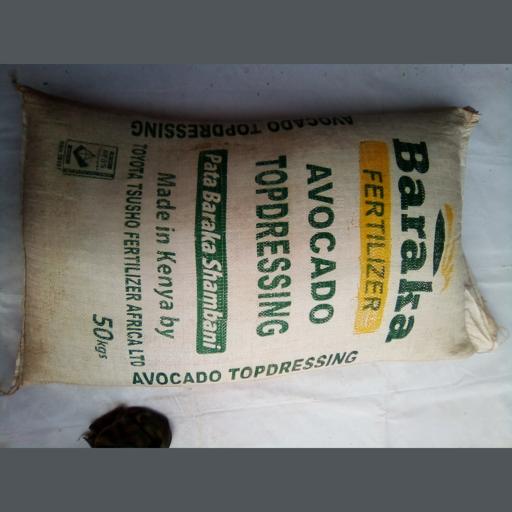 AVOCADO TOPDRESSING
Baraka
FERTILIZER
AVOCADO
TOPDRESSING
Pata Baraka Shambani
Made in Kenya by
TOYOTA TSUSHO FERTILIZER AFRICA LTD
50kgs
AVOCADO TOPDRESSING